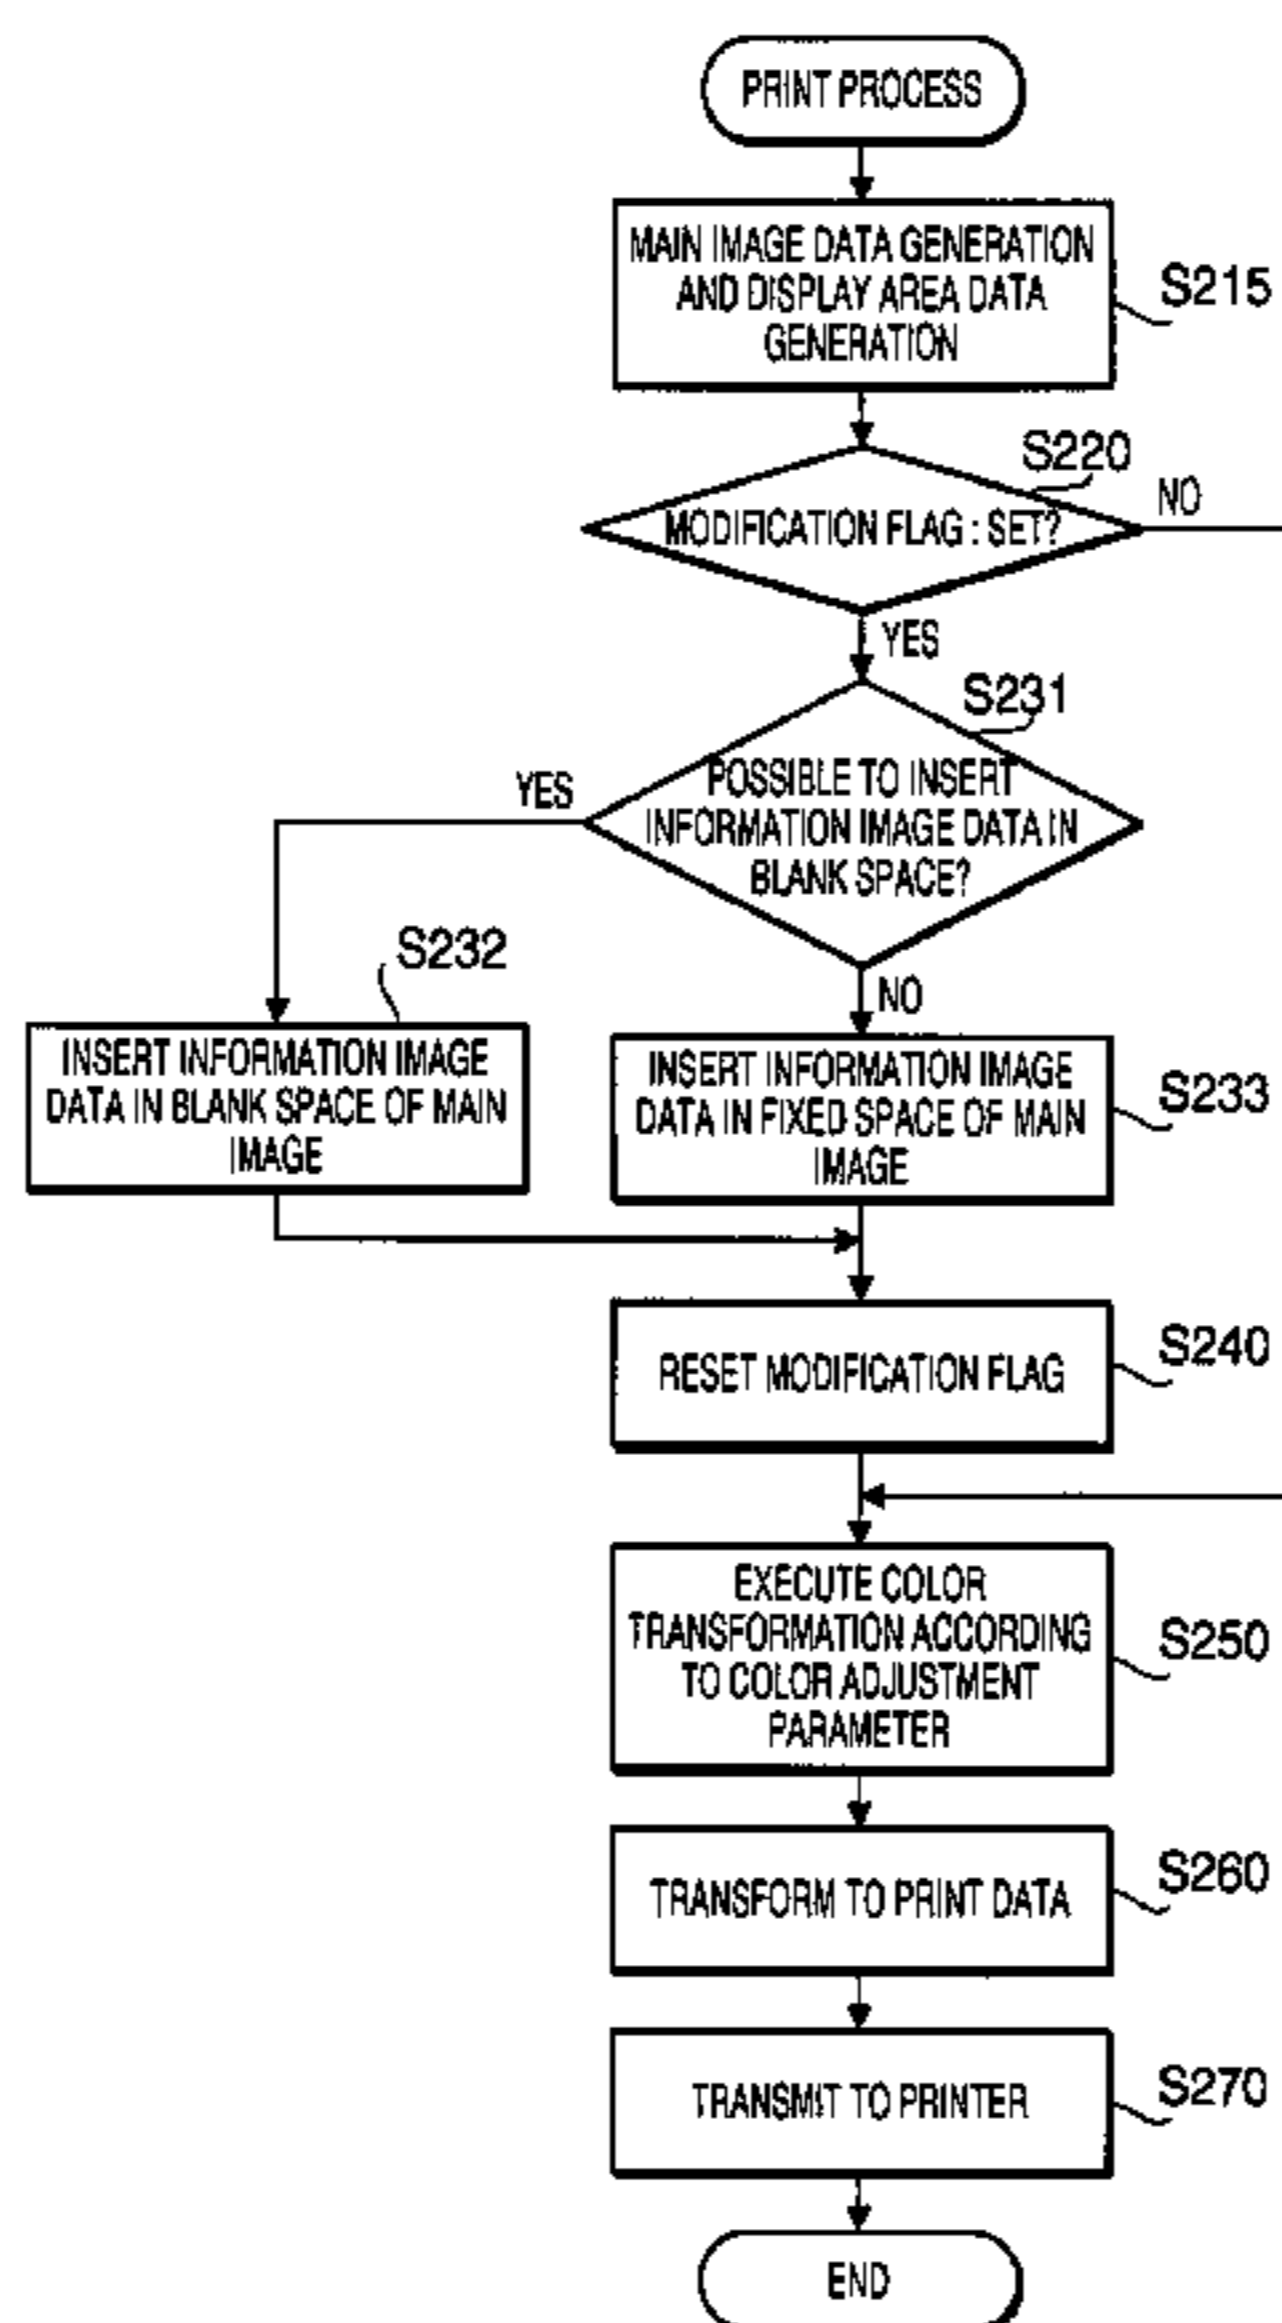 PRINT PROCESS
MAIN IMAGE DATA GENERATION
AND DISPLAY AREA DATA
GENERATION
S215
S220
MODIFICATION FLAG : SET?
NO
YES
S231
POSSIBLE TO INSERT
INFORMATION IMAGE DATA IN
BLANK SPACE?
YES
NO
S232
INSERT INFORMATION IMAGE
DATA IN BLANK SPACE OF MAIN
IMAGE
INSERT INFORMATION IMAGE
DATA IN FIXED SPACE OF MAIN
IMAGE
S233
RESET MODIFICATION FLAG
S240
EXECUTE COLOR
TRANSFORMATION ACCORDING
TO COLOR ADJUSTMENT
PARAMETER
S250
TRANSFORM TO PRINT DATA
S260
TRANSMIT TO PRINTER
S270
END